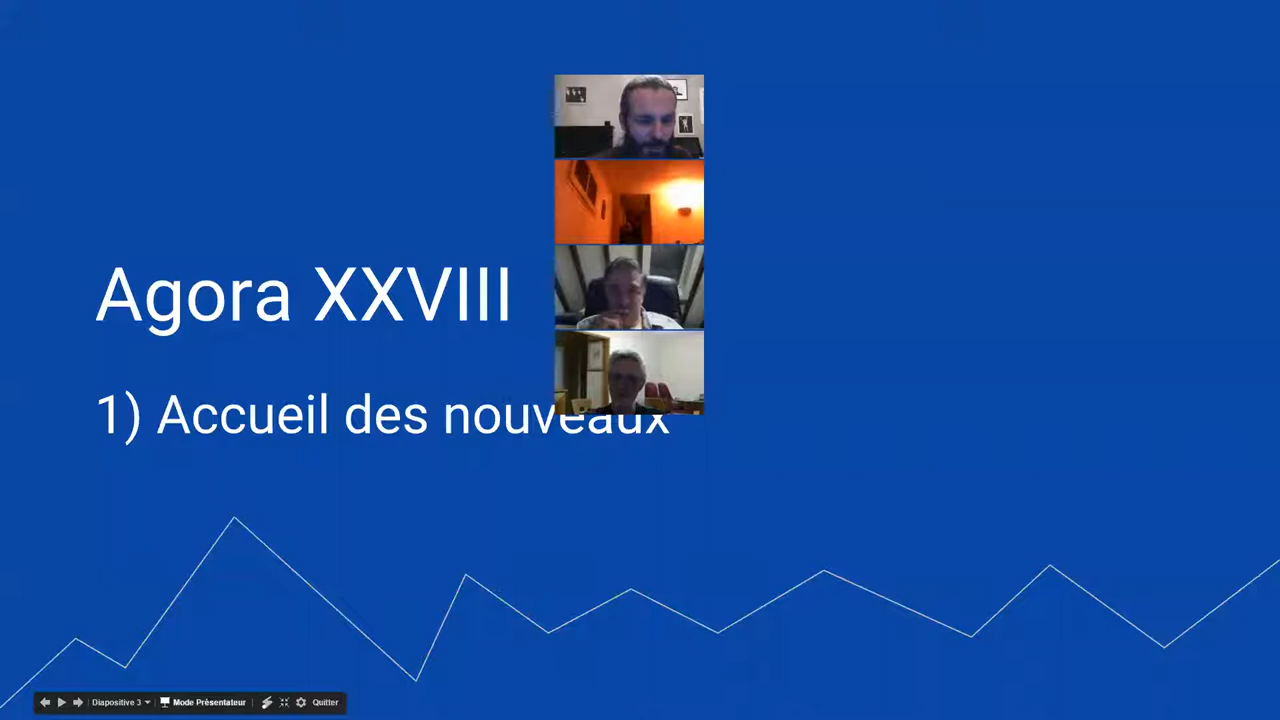 Agora XXVIII
1) Accueil des nouveaux
Diapositive 3
Mode Présentateur
Quitter